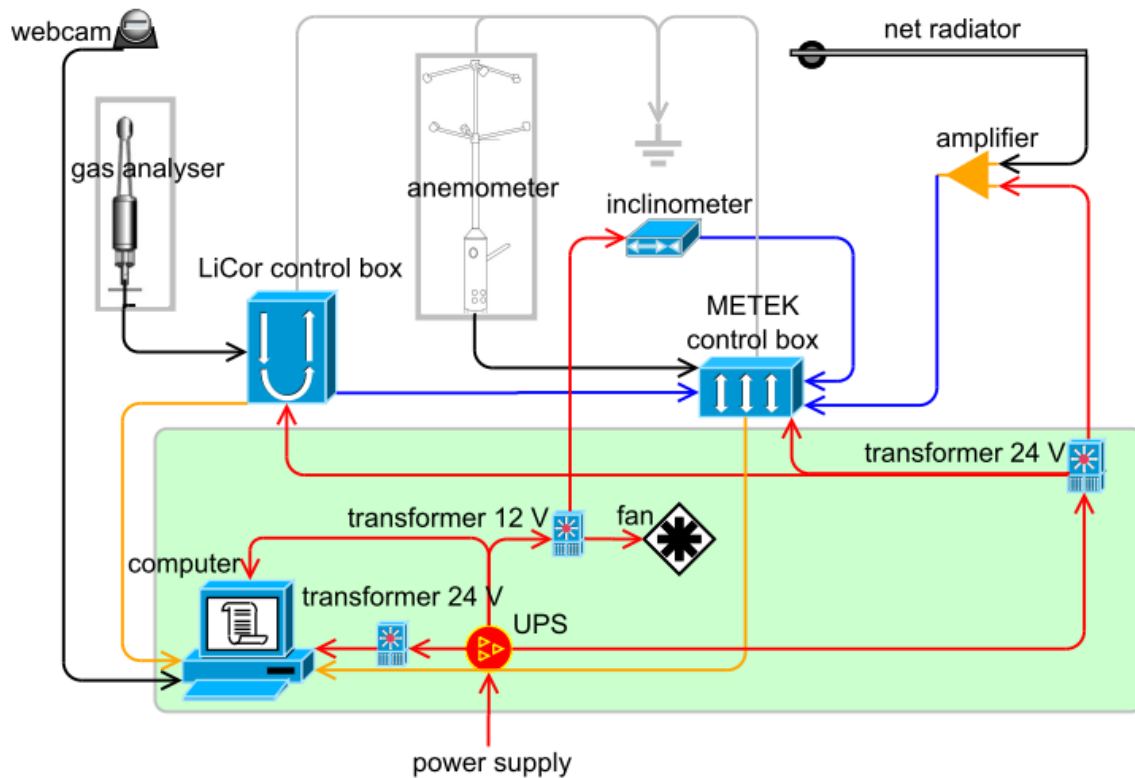 webcam
net radiator
amplifier
gas analyser
anemometer
inclinometer
LiCor control box
METEK
control box
transformer 24 V
transformer 12 V
fan
computer
transformer 24 V
UPS
power supply